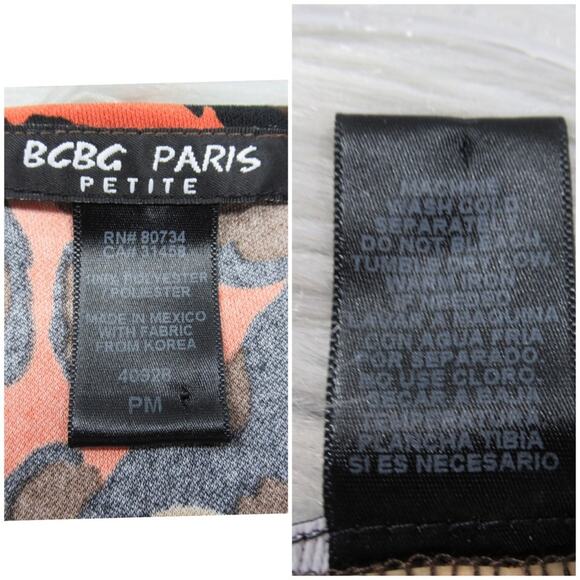 BCBG PARIS
PETITE
RN# 80734
CA# 31458
100% POLYESTER
POLYESTER
MADE IN MEXICO
WITH FABRIC
FROM KOREA
40526
PM
MACHINE
WASH COLD
SEPARATELY.
DO NOT BLEACH.
TUMBLE DRY LOW.
WARM IRON
IF NEEDED
LAVAR A MAQUINA
CON AGUA FRIA
POR SEPARADO.
NO USE CLORO.
SECAR A BAJA
TEMPERATURA
PLANCHA TIBIA
SI ES NECESARIO